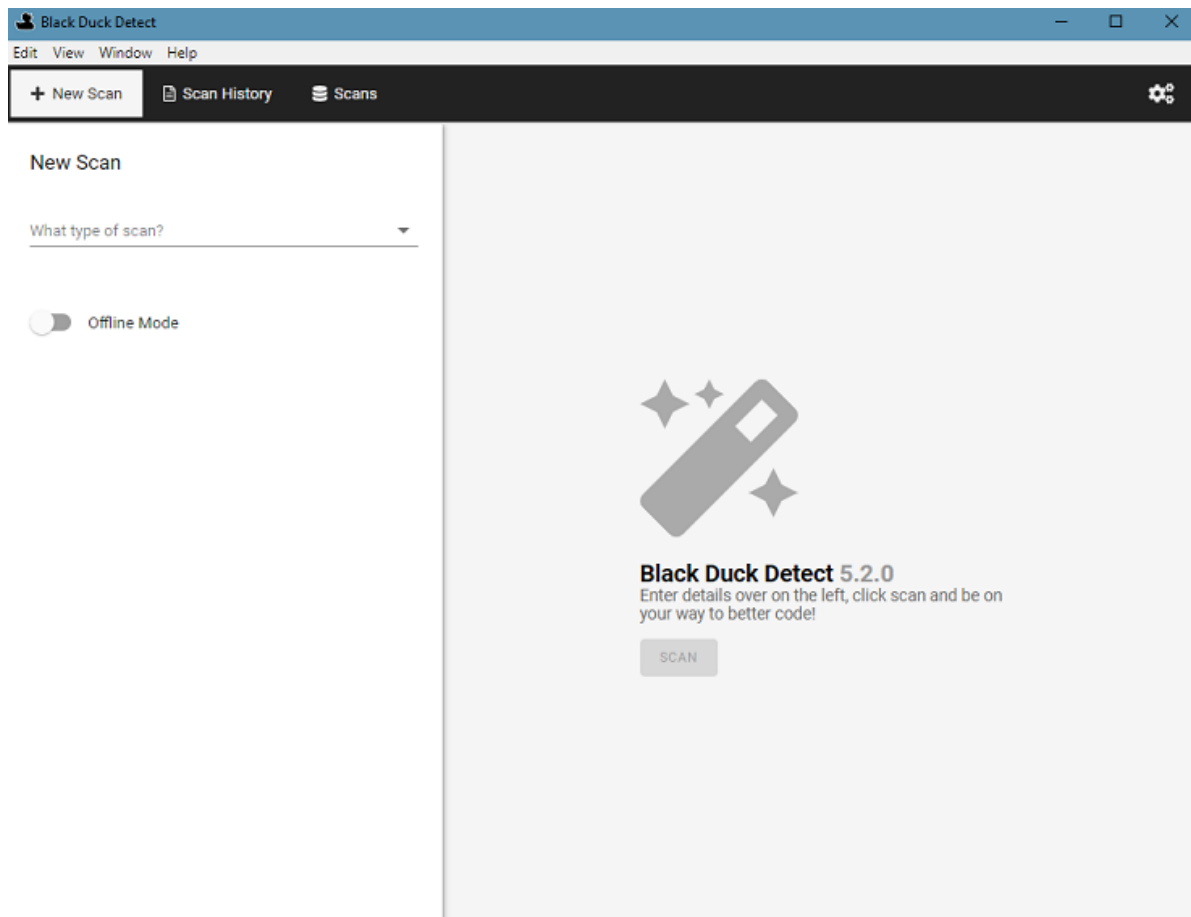 Black Duck Detect
Edit View Window Help
New Scan Scan History Scans
New Scan
What type of scan?
Offline Mode
Black Duck Detect 5.2.0
Enter details over on the left, click scan and be on
your way to better code!
SCAN